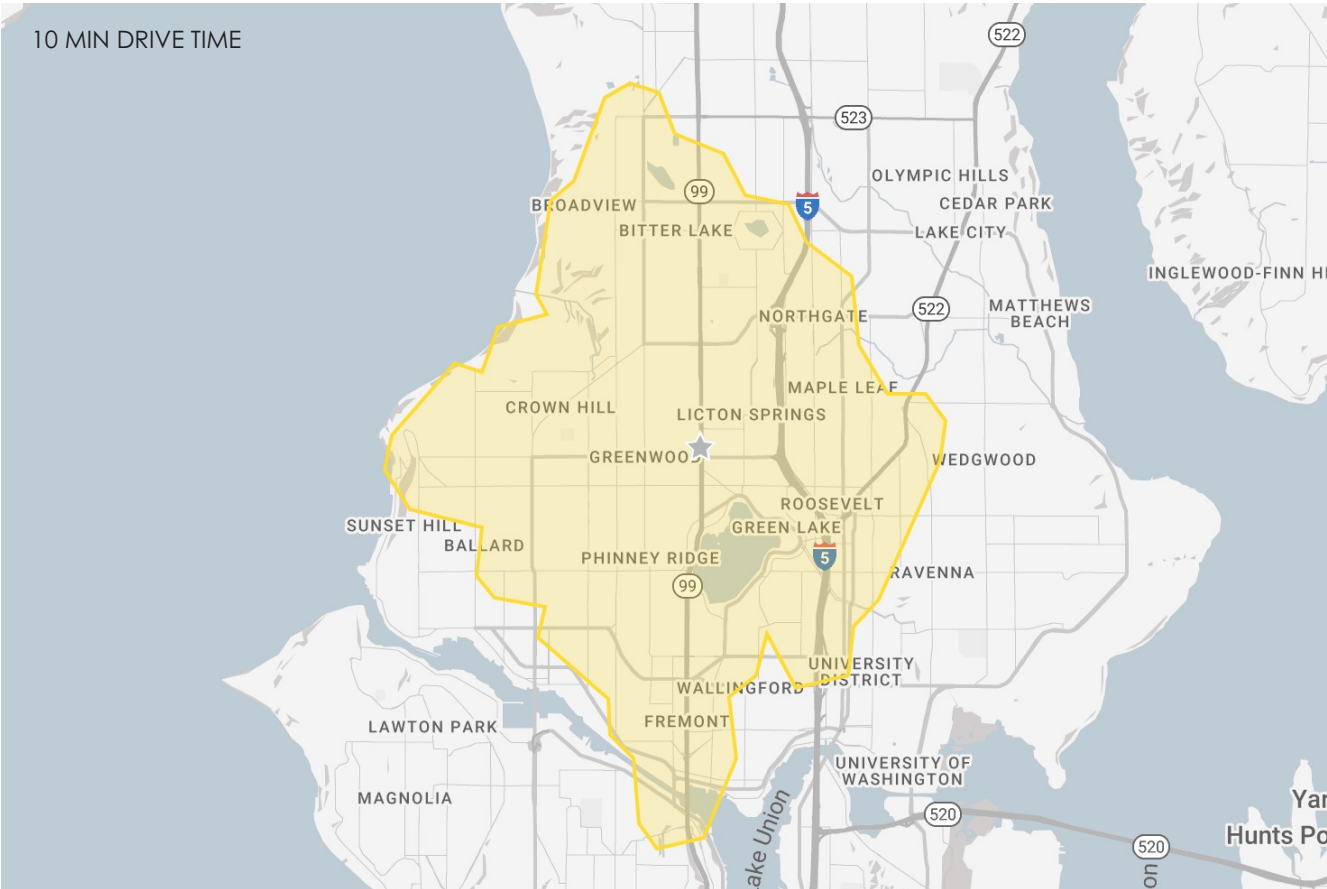 10 MIN DRIVE TIME
522
523
OLYMPIC HILLS
99
5
BROADVIEW
CEDAR PARK
BITTER LAKE
LAKE CITY
INGLEWOOD-FINN H
522
MATTHEWS
BEACH
NORTHGATE
MAPLE LEAF
CROWN HILL
LICTON SPRINGS
GREENWOOD
WEDGWOOD
ROOSEVELT
SUNSET HILL
GREEN LAKE
BALLARD
PHINNEY RIDGE
5
RAVENNA
99
UNIVERSITY
DISTRICT
WALLINGFORD
FREMONT
LAWTON PARK
UNIVERSITY OF
WASHINGTON
MAGNOLIA
Yar
Hunts Po
520
520
ake Union
on